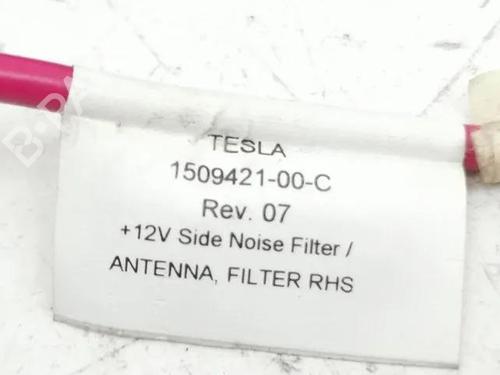 TESLA
1509421-00-C
Rev. 07
+12V Side Noise Filter /
ANTENNA, FILTER RHS